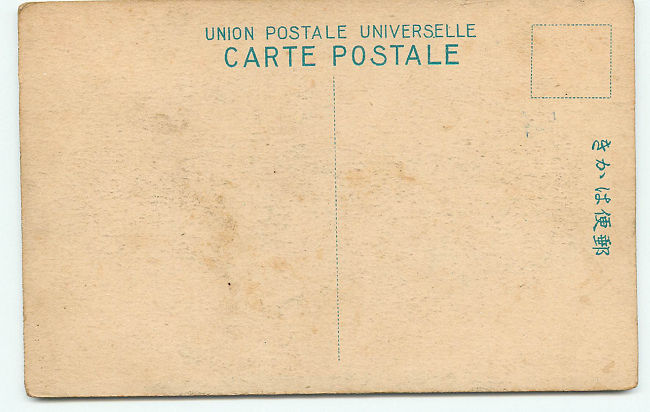 UNION POSTALE UNIVERSELLE
CARTE POSTALE
郵便はかき